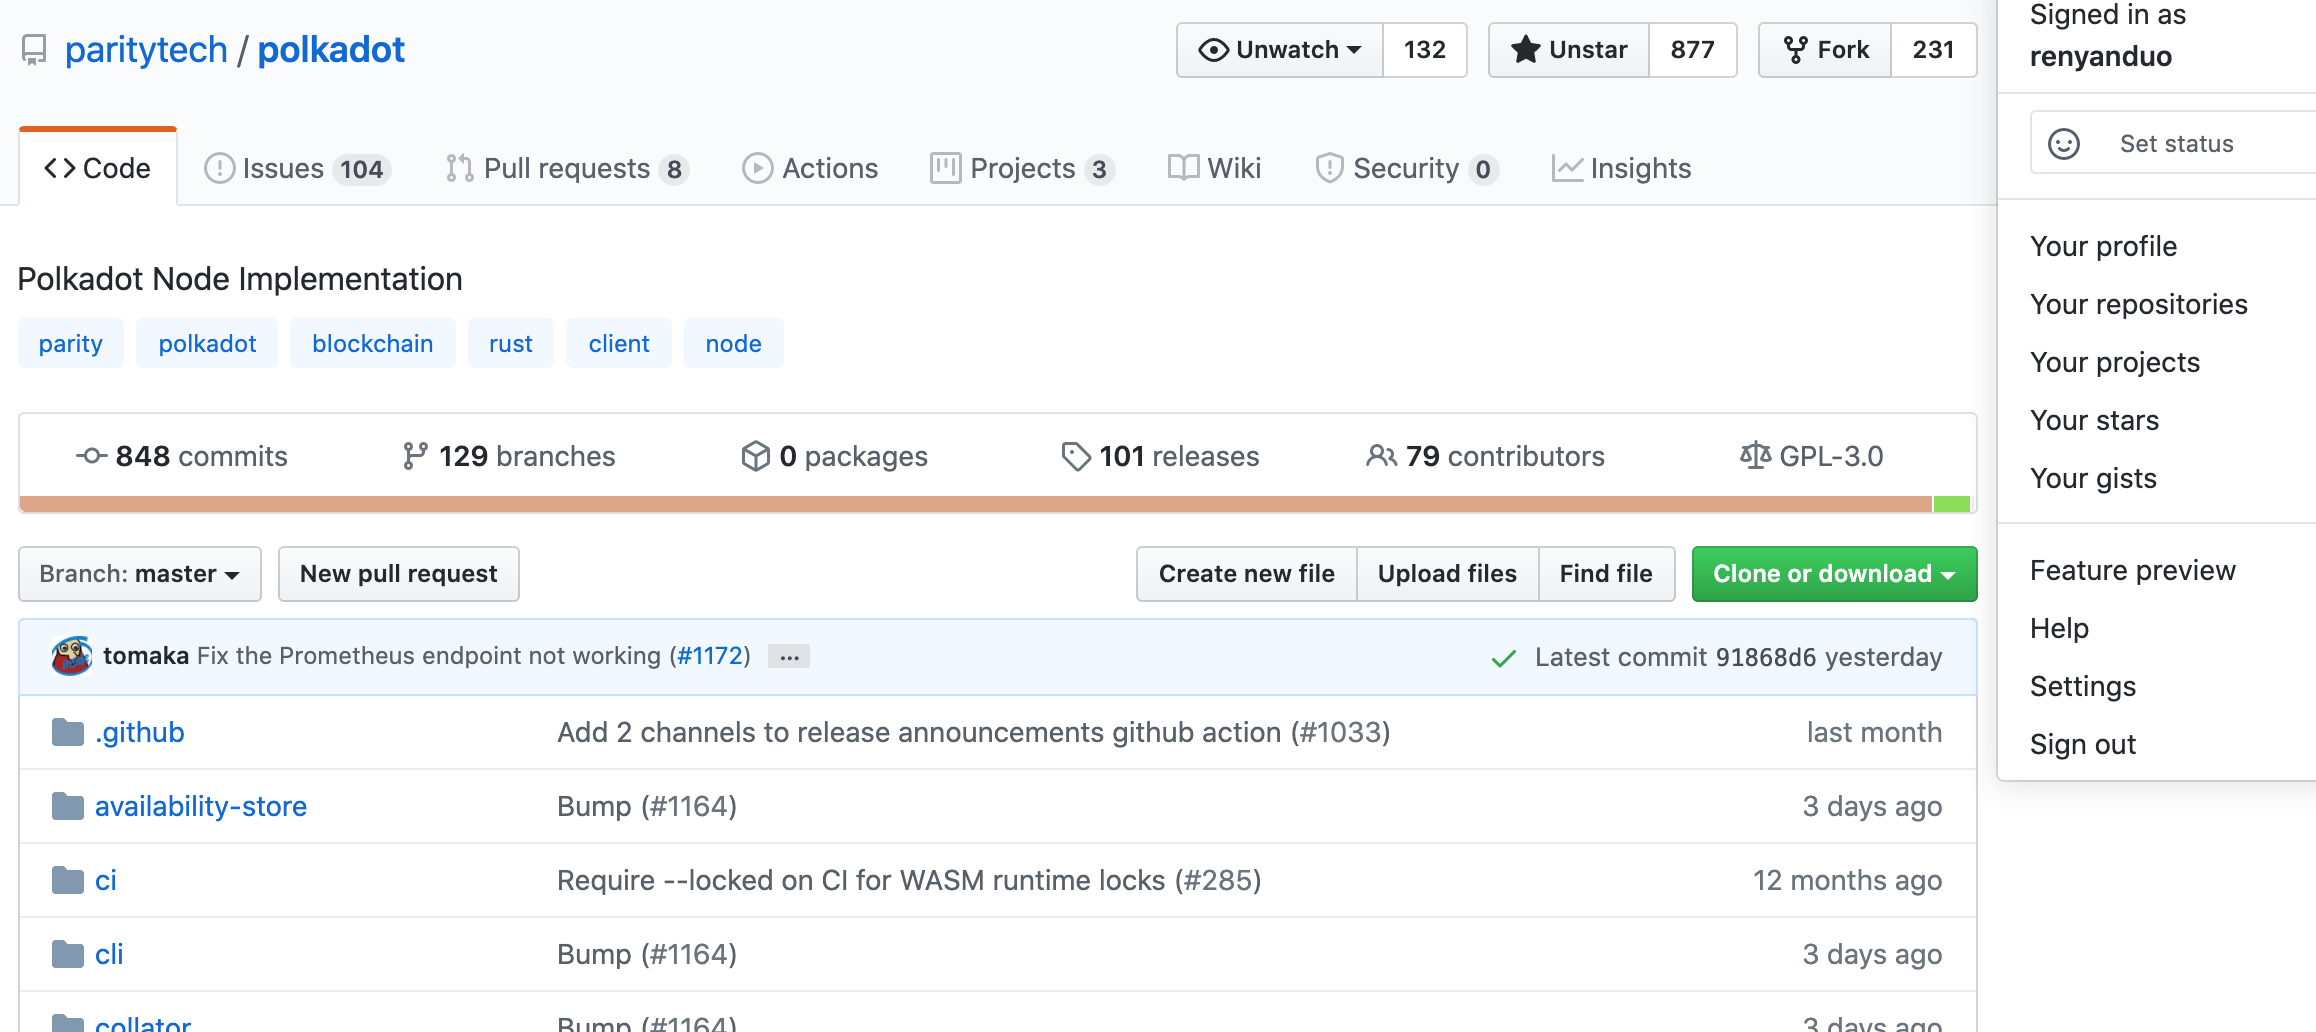 paritytech / polkadot
Unwatch 132 Unstar 877 Fork 231
Code Issues 104 Pull requests 8 Actions Projects 3 Wiki Security 0 Insights
Polkadot Node Implementation
parity polkadot blockchain rust client node
848 commits 129 branches 0 packages 101 releases 79 contributors GPL-3.0
Branch: master New pull request Create new file Upload files Find file Clone or download
tomaka Fix the Prometheus endpoint not working (#1172) ... Latest commit 91868d6 yesterday
.github Add 2 channels to release announcements github action (#1033) last month
availability-store Bump (#1164) 3 days ago
ci Require --locked on CI for WASM runtime locks (#285) 12 months ago
cli Bump (#1164) 3 days ago
collator Bump (#1164) 3 days ago
Signed in as
renyanduo
Set status
Your profile
Your repositories
Your projects
Your stars
Your gists
Feature preview
Help
Settings
Sign out